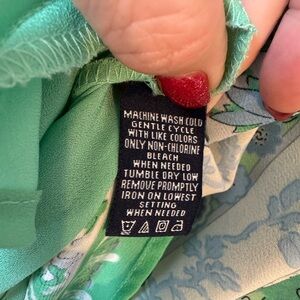 MACHINE WASH COLD
GENTLE CYCLE
WITH LIKE COLORS
ONLY NON-CHLORINE
BLEACH
WHEN NEEDED
TUMBLE DRY LOW
REMOVE PROMPTLY
IRON ON LOWEST
SETTING
WHEN NEEDED